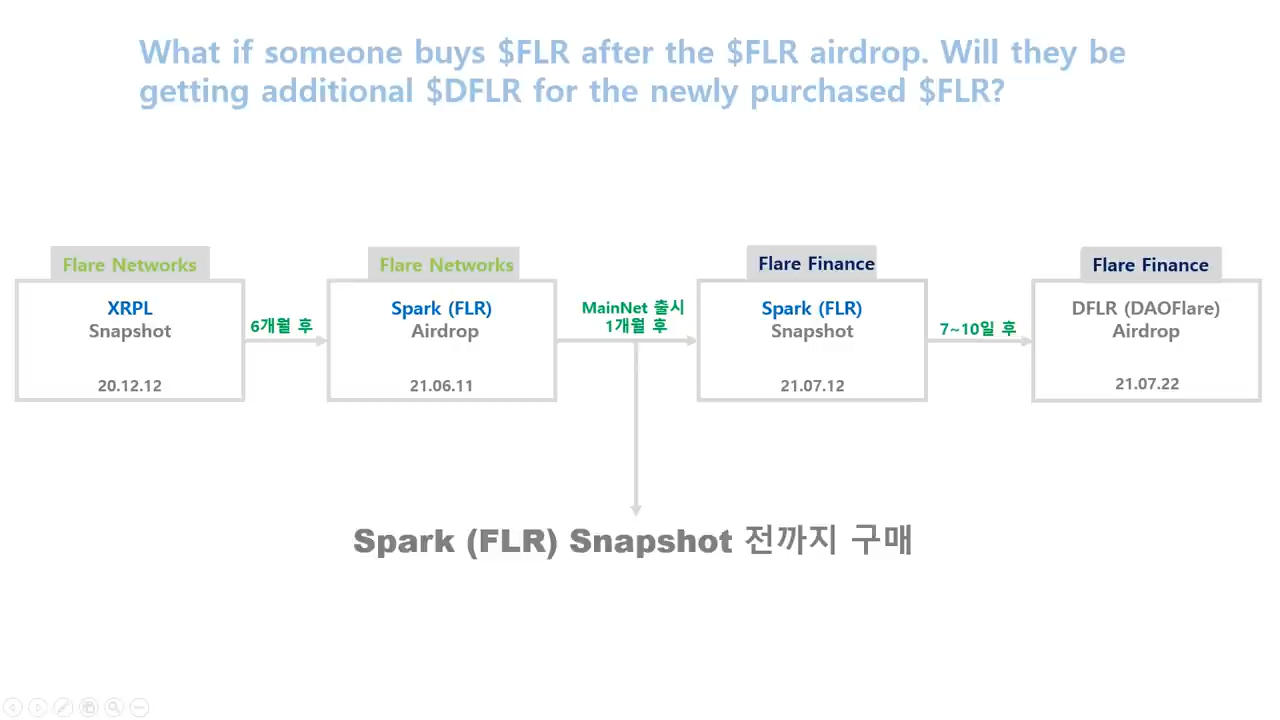 What if someone buys $FLR after the $FLR airdrop. Will they be
getting additional $DFLR for the newly purchased $FLR?
Flare Networks
XRPL
Snapshot
20.12.12
6개월 후
Flare Networks
Spark (FLR)
Airdrop
21.06.11
MainNet 출시
1개월 후
Flare Finance
Spark (FLR)
Snapshot
21.07.12
7~10일 후
Flare Finance
DFLR (DAOFlare)
Airdrop
21.07.22
Spark (FLR) Snapshot 전까지 구매